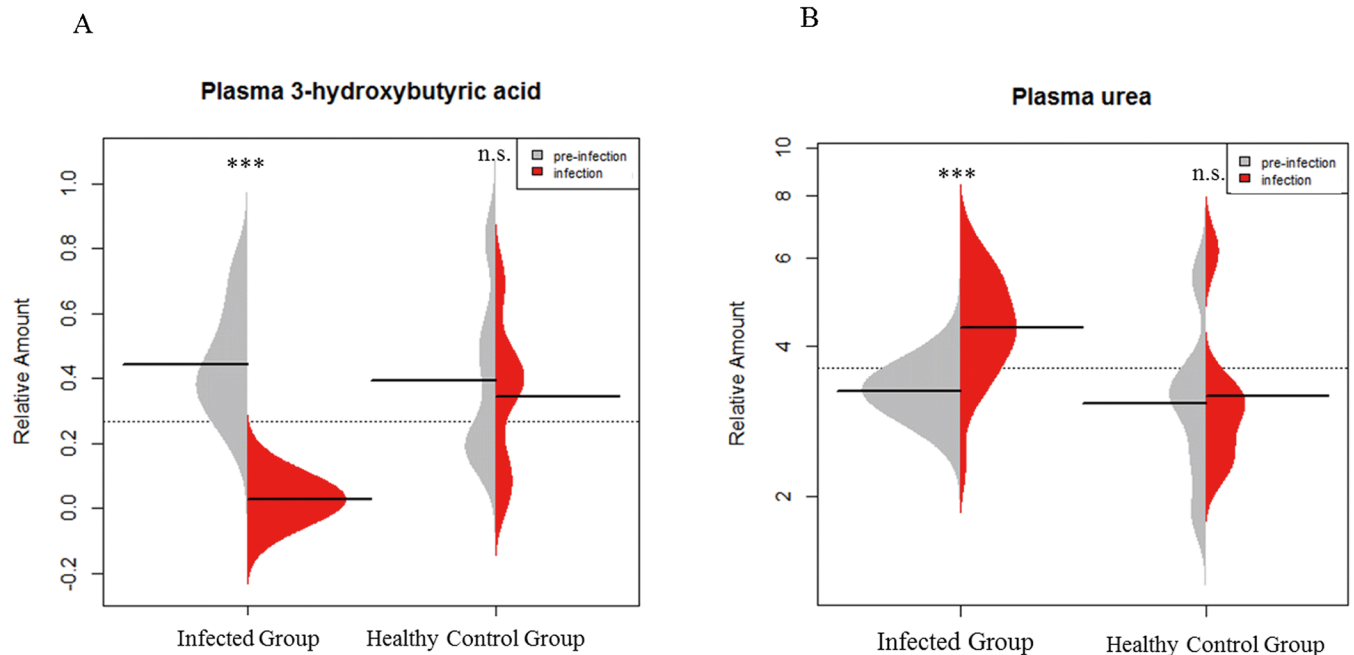 A
Plasma 3-hydroxybutyric acid
***
n.s.
pre-infection
infection
Relative Amount
1.0
0.8
0.6
0.4
0.2
0.0
-0.2
Infected Group
Healthy Control Group
B
Plasma urea
***
n.s.
pre-infection
infection
Relative Amount
10
8
6
4
2
Infected Group
Healthy Control Group